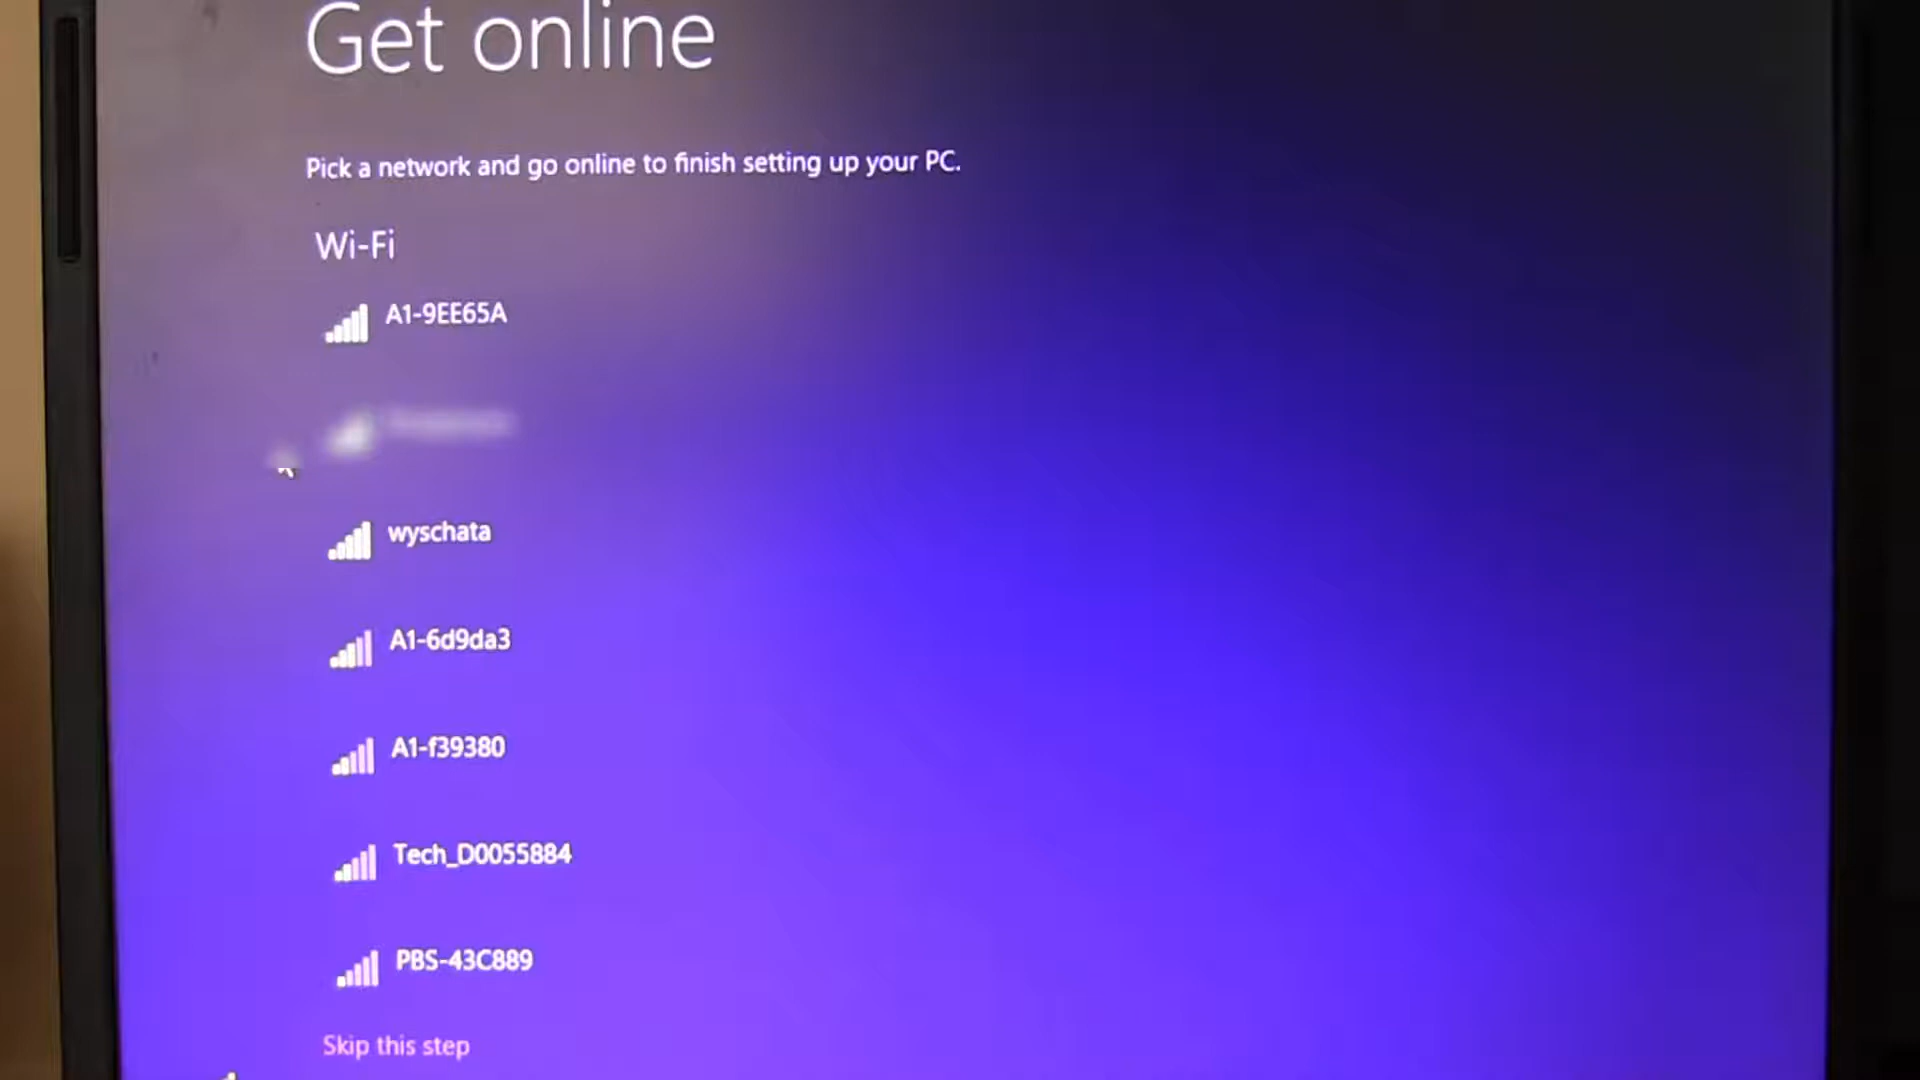 Get online
Pick a network and go online to finish setting up your PC.
Wi-Fi
A1-9EE65A
wyschata
A1-6d9da3
A1-f39380
Tech_D0055884
PBS-43C889
Skip this step